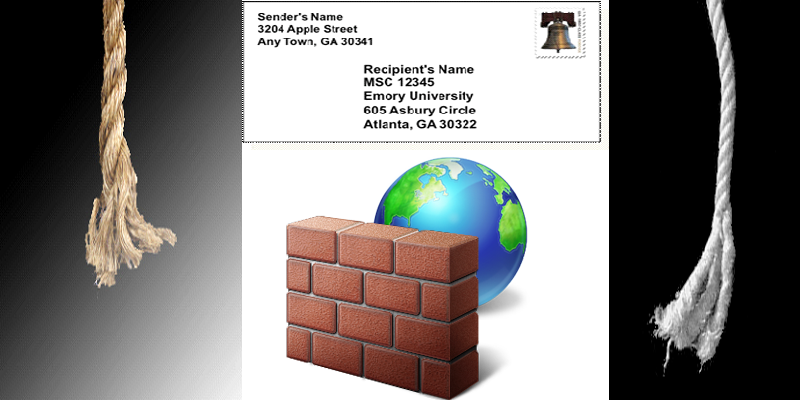 Sender's Name
3204 Apple Street
Any Town, GA 30341
Recipient's Name
MSC 12345
Emory University
605 Asbury Circle
Atlanta, GA 30322